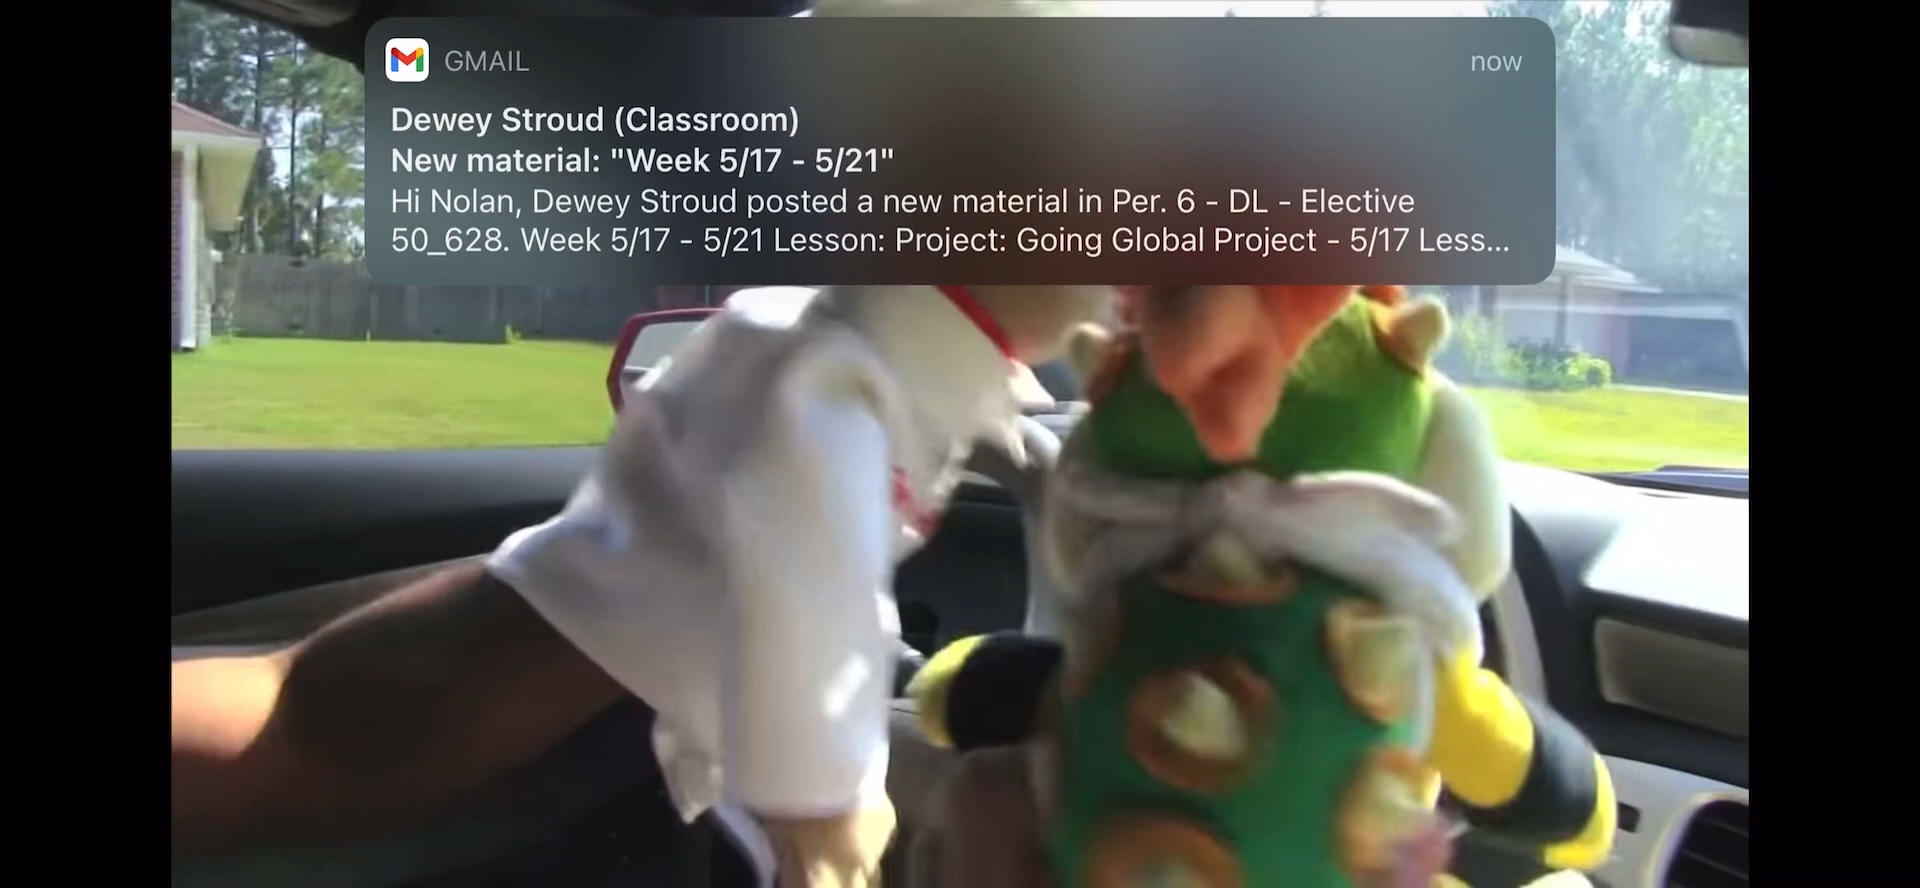 GMAIL
now
Dewey Stroud (Classroom)
New material: "Week 5/17 - 5/21"
Hi Nolan, Dewey Stroud posted a new material in Per. 6 - DL - Elective
50_628. Week 5/17 - 5/21 Lesson: Project: Going Global Project - 5/17 Less...